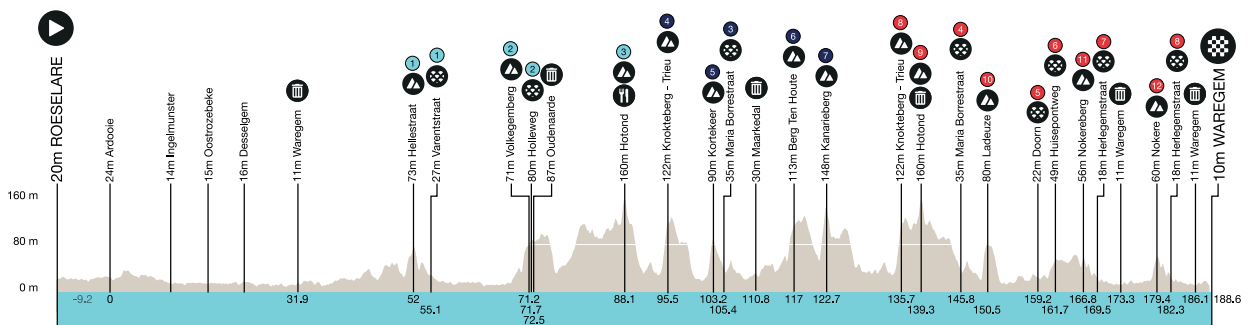 1
1
2
2
3
4
5
3
6
7
8
9
4
10
5
6
11
7
12
8
20m ROESELARE
24m Ardooie
14m Ingelmunster
15m Oostrozebeke
16m Desselgem
11m Waregem
73m Hellestraat
27m Varentstraat
71m Volkegemberg
80m Holleweg
87m Oudenaarde
160m Hotond
122m Knokteberg - Trieu
90m Kortekeer
35m Maria Borrestraat
30m Maarkedal
113m Berg Ten Houte
148m Kanarieberg
122m Knokteberg - Trieu
160m Hotond
35m Maria Borrestraat
80m Ladeuze
22m Doorn
49m Huisepontweg
56m Nokereberg
18m Herlegemstraat
11m Waregem
60m Nokere
18m Herlegemstraat
11m Waregem
10m WAREGEM
160 m
80 m
0 m
-9.2
0
31.9
52
55.1
71.2
71.7
72.5
88.1
95.5
103.2
105.4
110.8
117
122.7
135.7
139.3
145.8
150.5
159.2
161.7
166.8
169.5
173.3
179.4
182.3
186.1
188.6